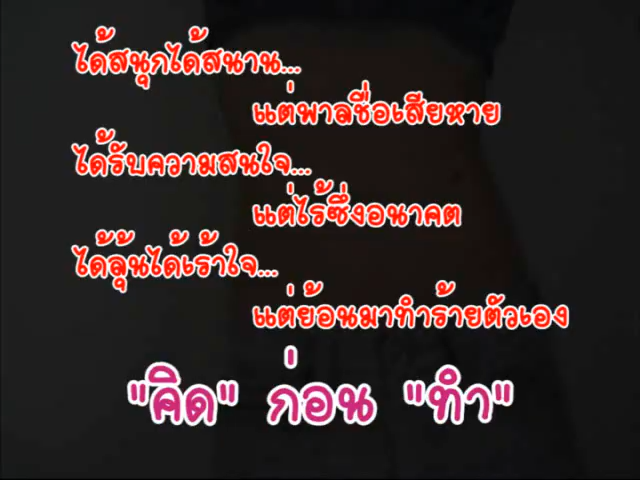 ได้สนุกได้สนาน...
แต่พาลชื่อเสียหาย
ได้รับความสนใจ...
แต่ไร้ซึ่งอนาคต
ได้ลุ้นได้เร้าใจ...
แต่ย้อนมาทำร้ายตัวเอง
"คิด" ก่อน "ทำ"